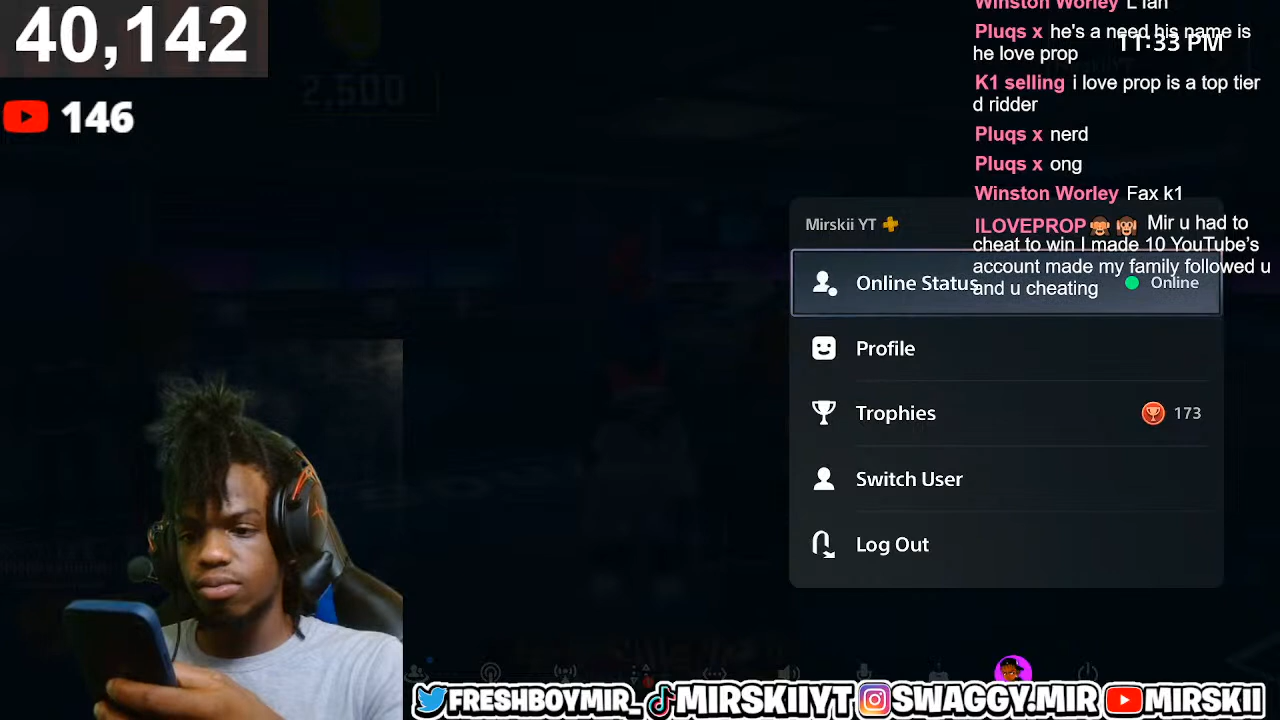 40,142
146
2,500
Winston Worley L fan
Pluqs x he's a need his name is
he love prop
11:33 PM
K1 selling i love prop is a top tier
d ridder
Pluqs x nerd
Pluqs x ong
Winston Worley Fax k1
ILOVEPROP🙈 🙉 Mir u had to
cheat to win I made 10 YouTube's
account made my family followed u
and u cheating
Mirskii YT
Online Status
Online
Profile
Trophies
173
Switch User
Log Out
FRESHBOYMIR_ MIRSKIIYT SWAGGY.MIR MIRSKII